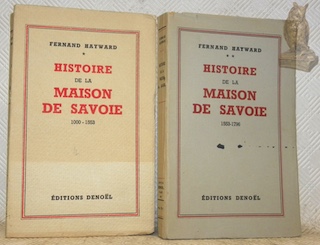 FERNAND HAYWARD
*
HISTOIRE
DE LA
MAISON
DE SAVOIE
1000-1553
ÉDITIONS DENOËL
FERNAND HAYWARD
**
HISTOIRE
DE LA
MAISON
DE SAVOIE
1553-1796
ÉDITIONS DENOËL